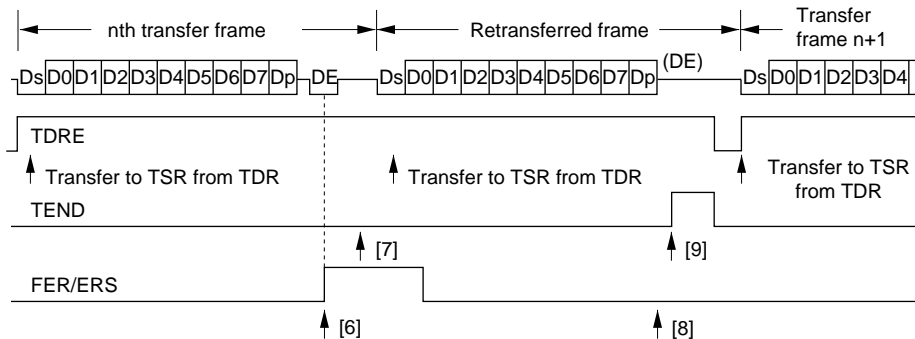 nth transfer frame
Retransferred frame
Transfer
frame n+1
Ds D0 D1 D2 D3 D4 D5 D6 D7 Dp DE
Ds D0 D1 D2 D3 D4 D5 D6 D7 Dp (DE)
Ds D0 D1 D2 D3 D4
TDRE
Transfer to TSR from TDR
Transfer to TSR from TDR
Transfer to TSR
from TDR
TEND
[7]
[9]
FER/ERS
[6]
[8]